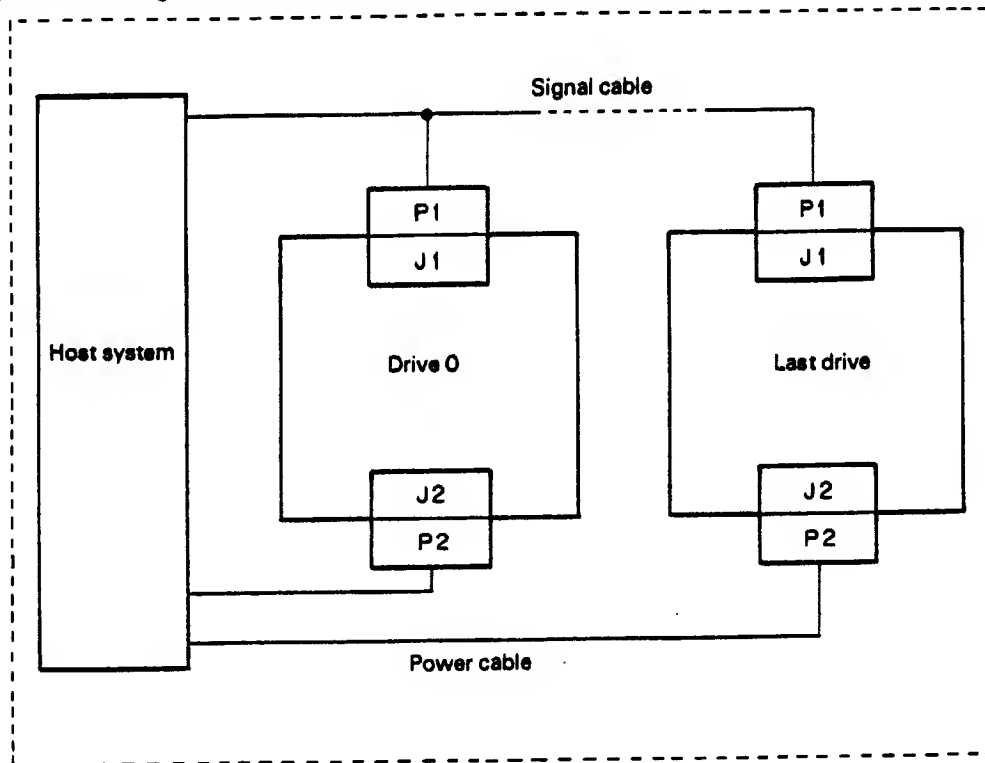 Signal cable
P1
J1
P1
J1
Host system
Drive 0
Last drive
J2
P2
J2
P2
Power cable